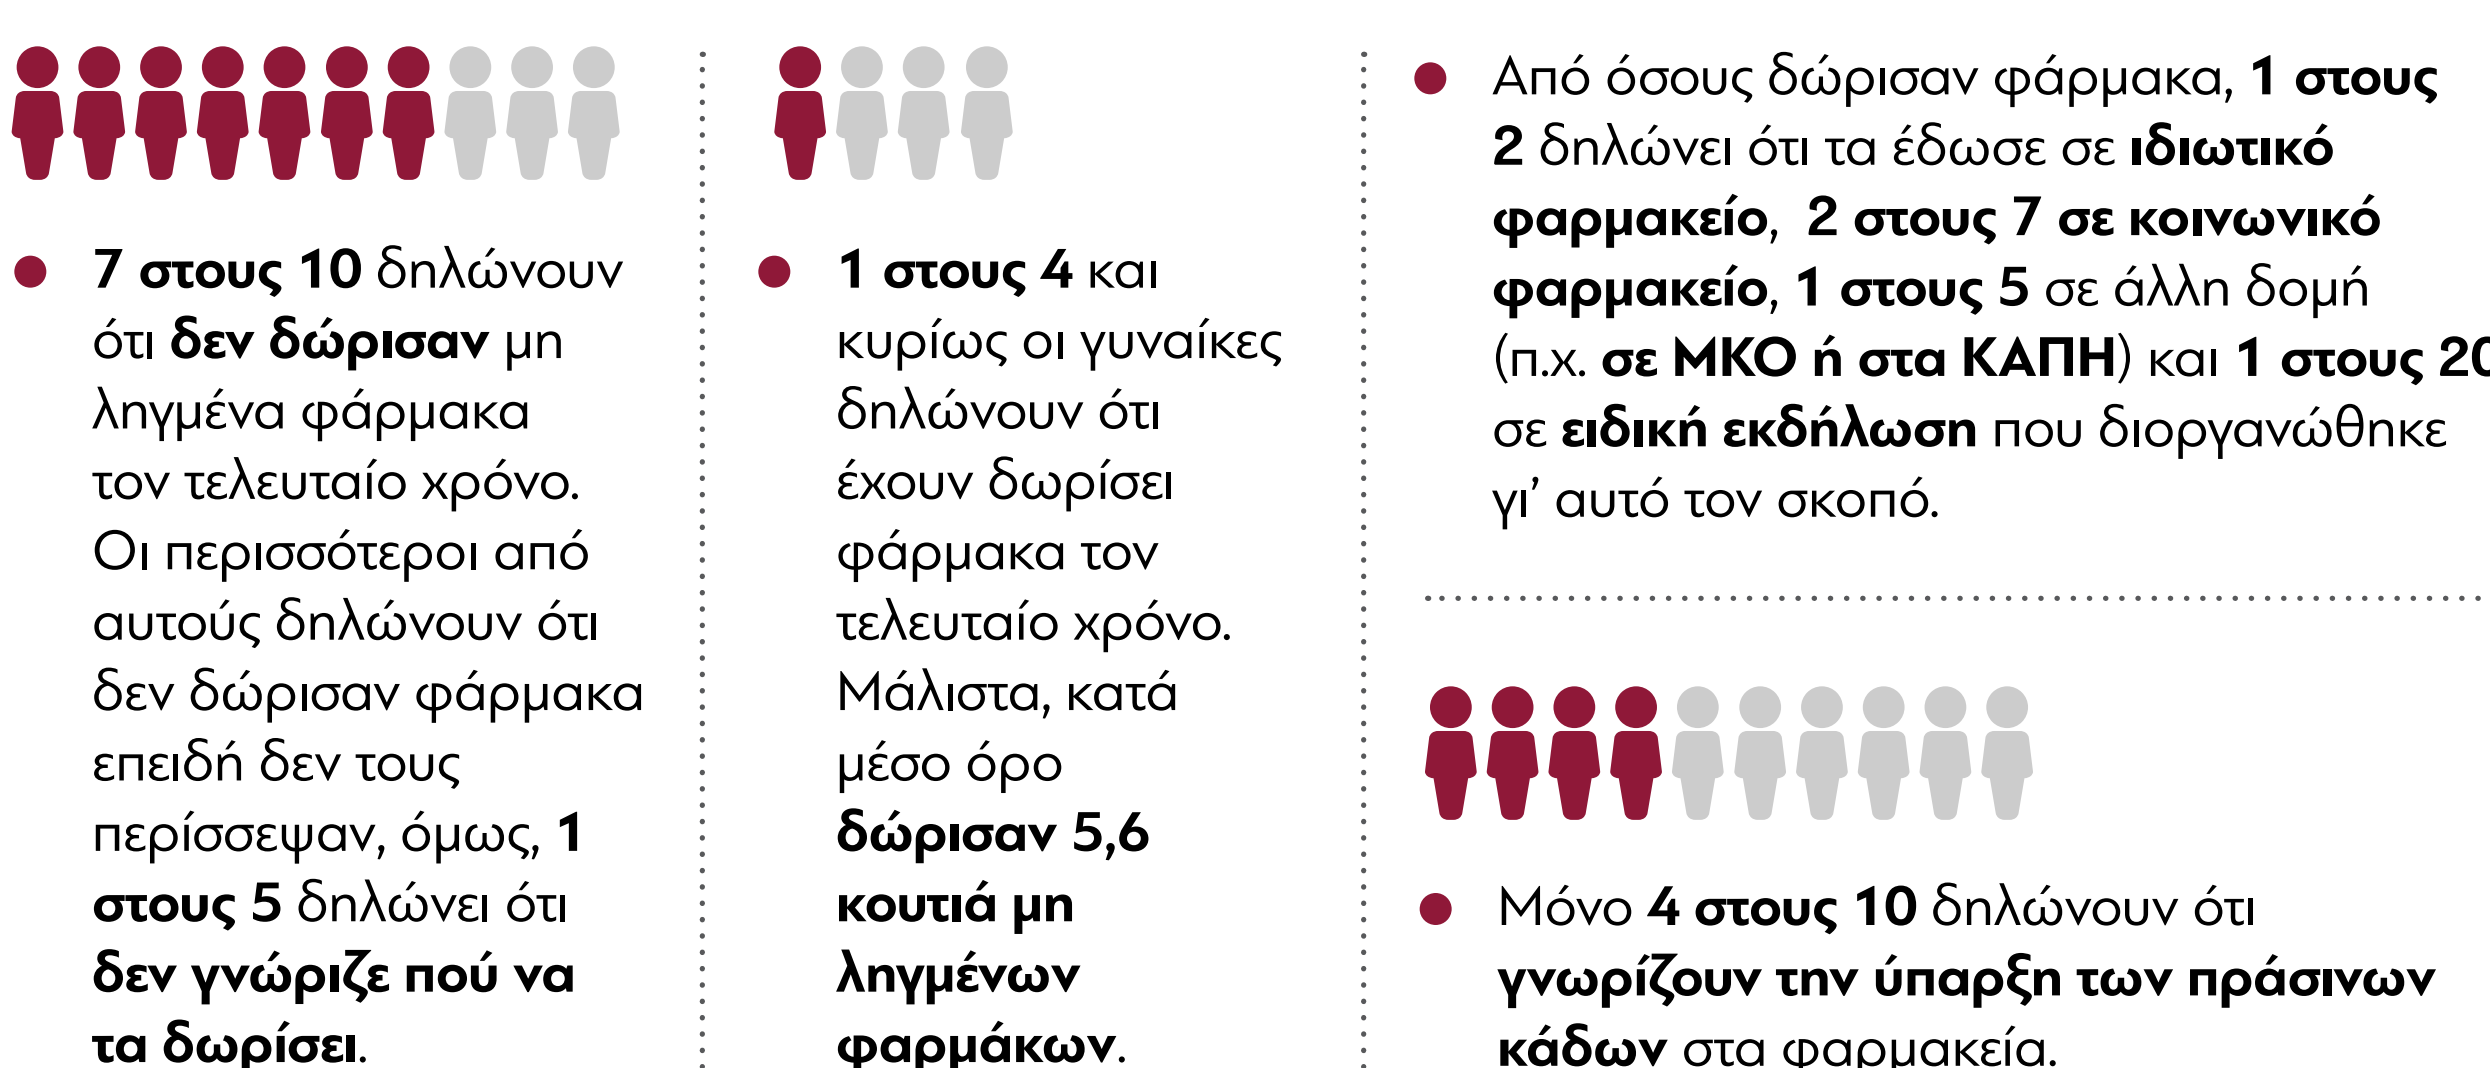 7 στους 10 δηλώνουν
ότι δεν δώρισαν μη
ληγμένα φάρμακα
τον τελευταίο χρόνο.
Οι περισσότεροι από
αυτούς δηλώνουν ότι
δεν δώρισαν φάρμακα
επειδή δεν τους
περίσσεψαν, όμως, 1
στους 5 δηλώνει ότι
δεν γνώριζε πού να
τα δωρίσει.
1 στους 4 και
κυρίως οι γυναίκες
δηλώνουν ότι
έχουν δωρίσει
φάρμακα τον
τελευταίο χρόνο.
Μάλιστα, κατά
μέσο όρο
δώρισαν 5,6
κουτιά μη
ληγμένων
φαρμάκων.
Από όσους δώρισαν φάρμακα, 1 στους
2 δηλώνει ότι τα έδωσε σε ιδιωτικό
φαρμακείο, 2 στους 7 σε κοινωνικό
φαρμακείο, 1 στους 5 σε άλλη δομή
(π.χ. σε ΜΚΟ ή στα ΚΑΠΗ) και 1 στους 20
σε ειδική εκδήλωση που διοργανώθηκε
γι’ αυτό τον σκοπό.
Μόνο 4 στους 10 δηλώνουν ότι
γνωρίζουν την ύπαρξη των πράσινων
κάδων στα φαρμακεία.